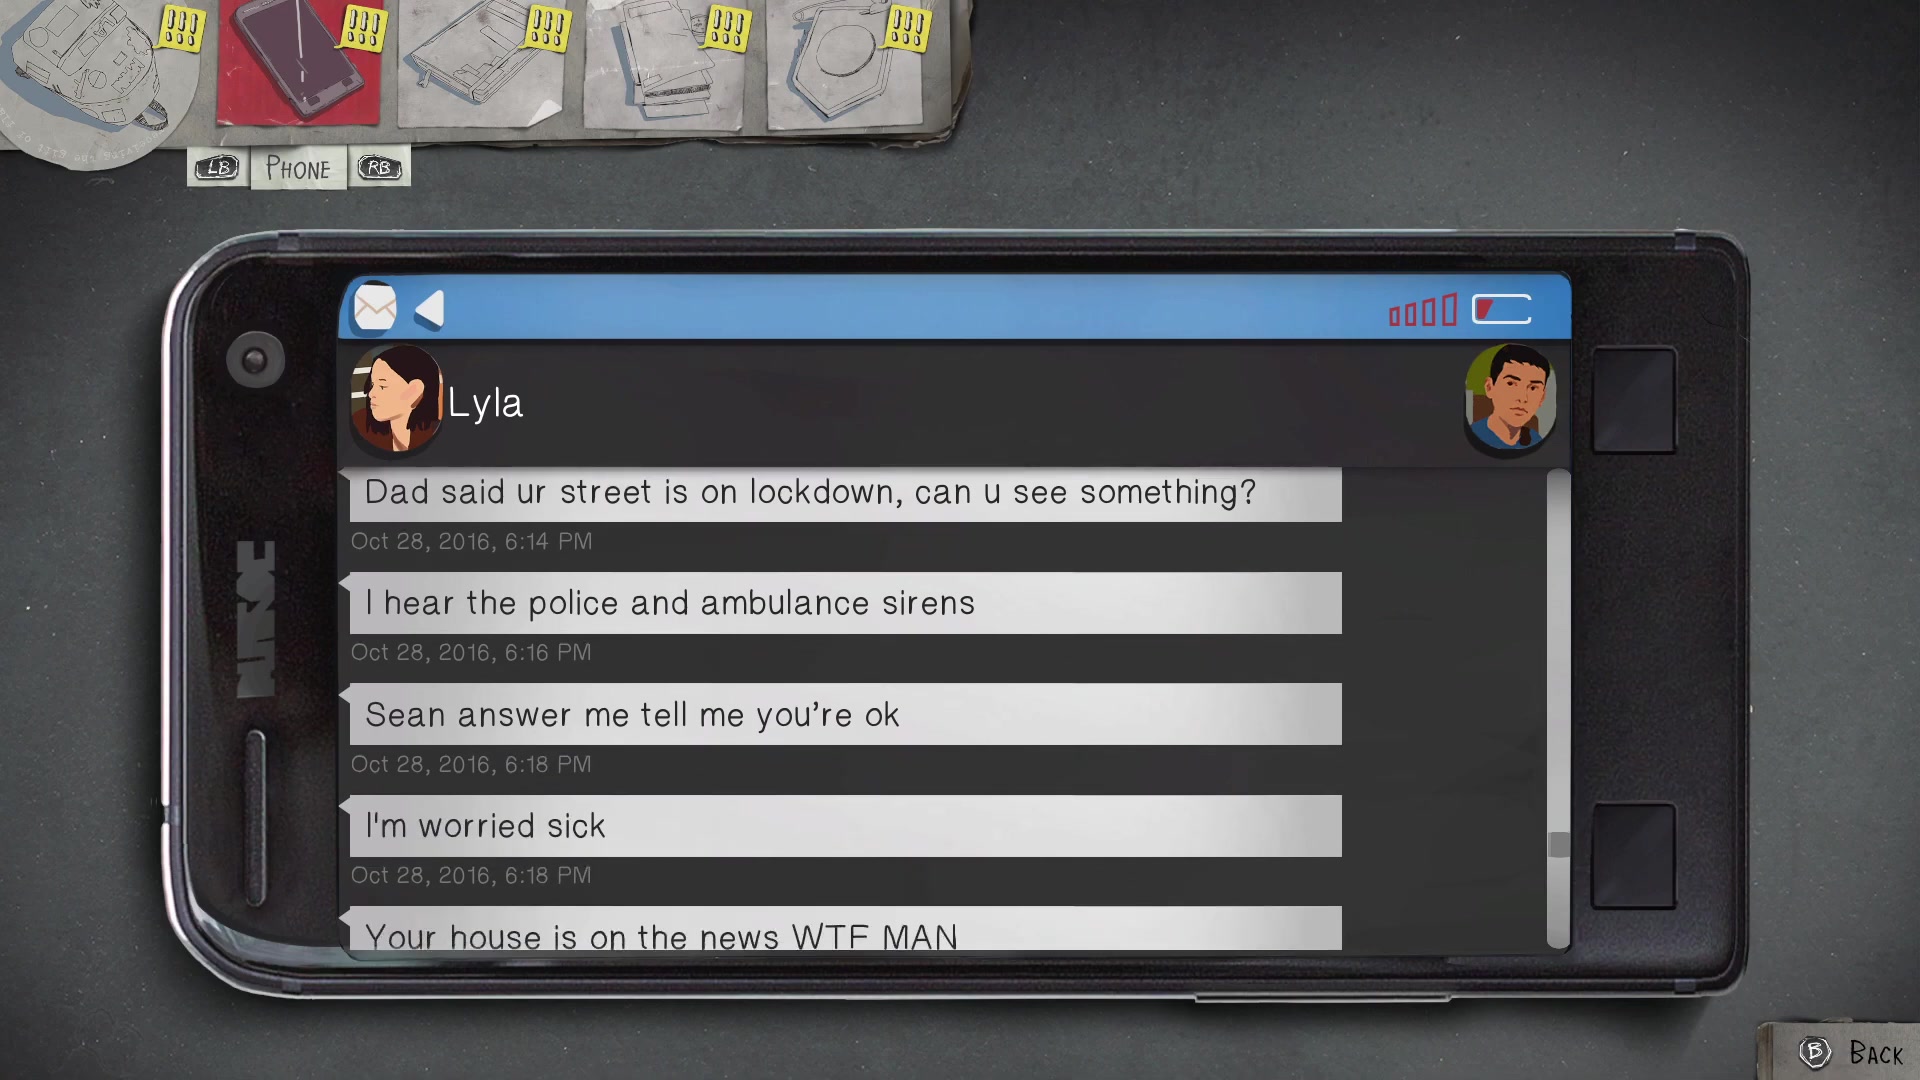 LB PHONE RB
Lyla
Dad said ur street is on lockdown, can u see something?
Oct 28, 2016, 6:14 PM
I hear the police and ambulance sirens
Oct 28, 2016, 6:16 PM
Sean answer me tell me you're ok
Oct 28, 2016, 6:18 PM
I'm worried sick
Oct 28, 2016, 6:18 PM
Your house is on the news WTF MAN
B BACK